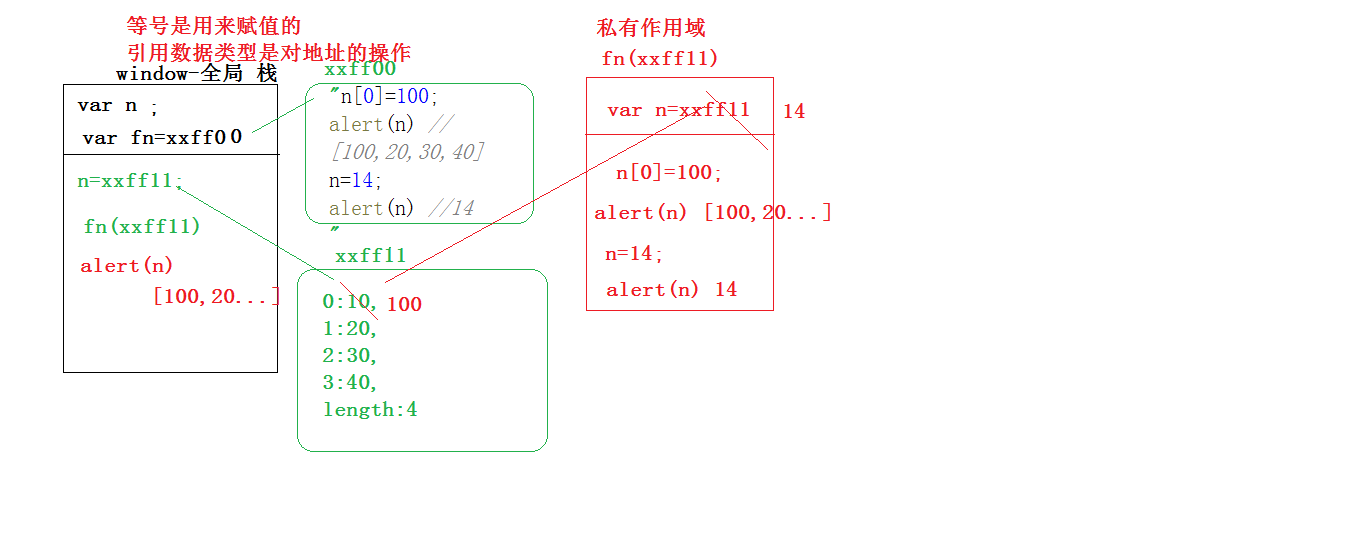 等号是用来赋值的
引用数据类型是对地址的操作
window-全局 栈
var n ;
var fn=xxff00
n=xxff11;
fn(xxff11)
alert(n)
[100,20...]
xxff00
"n[0]=100;
alert(n) //
[100,20,30,40]
n=14;
alert(n) //14
"
xxff11
0:10, 100
1:20,
2:30,
3:40,
length:4
私有作用域
fn(xxff11)
var n=xxff11 14
n[0]=100;
alert(n) [100,20...]
n=14;
alert(n) 14